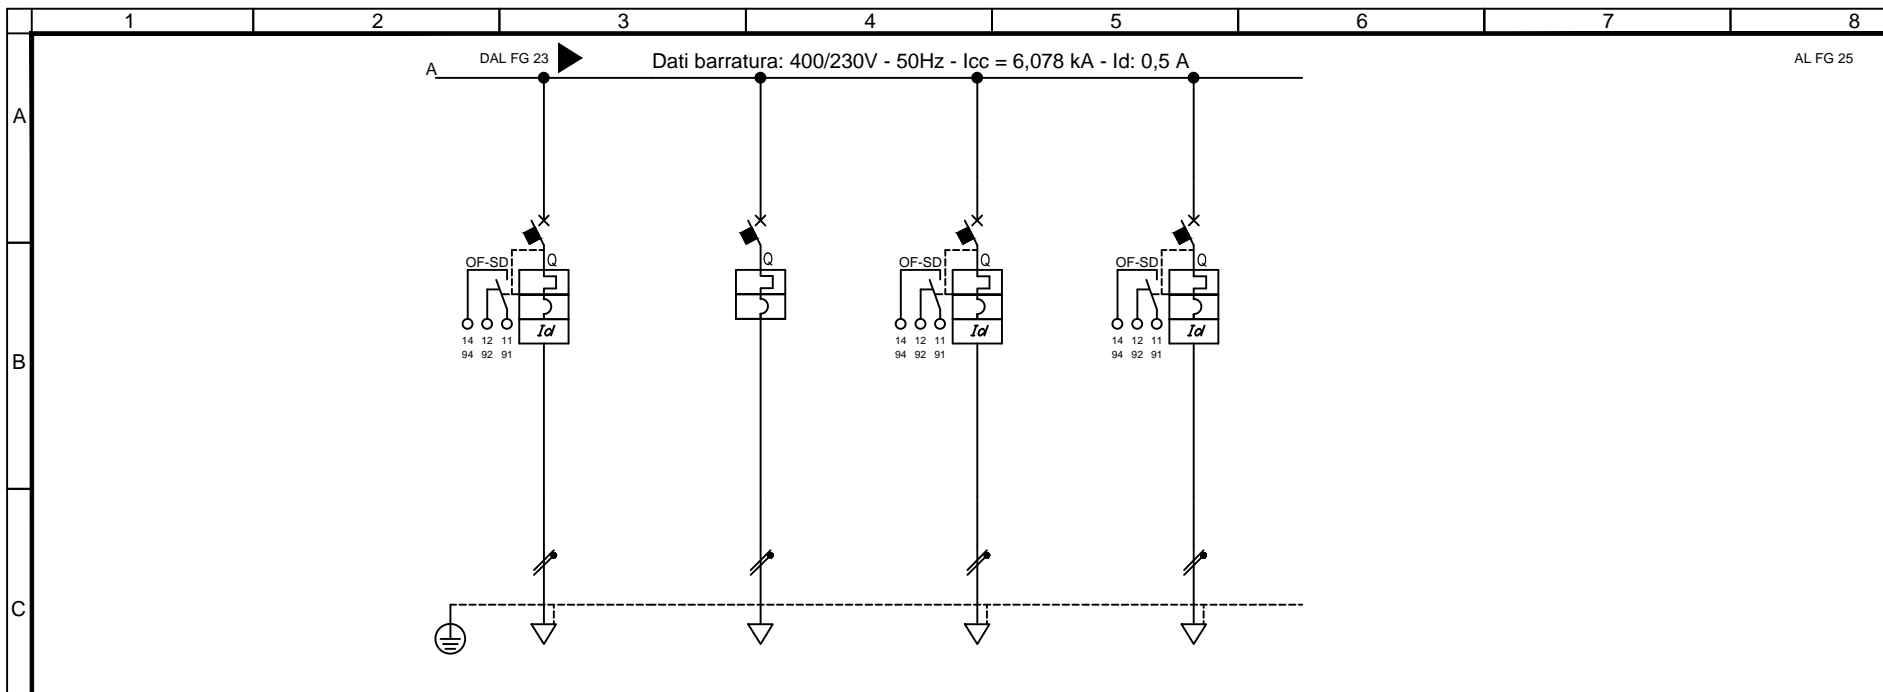 1 2 3 4 5 6 7 8
A DAL FG 23 Dati barratura: 400/230V - 50Hz - Icc = 6,078 kA - Id: 0,5 A AL FG 25
A
OF-SD Q Q OF-SD Q OF-SD Q
Id Id Id
14 12 11 14 12 11 14 12 11
94 92 91 94 92 91 94 92 91
B
C